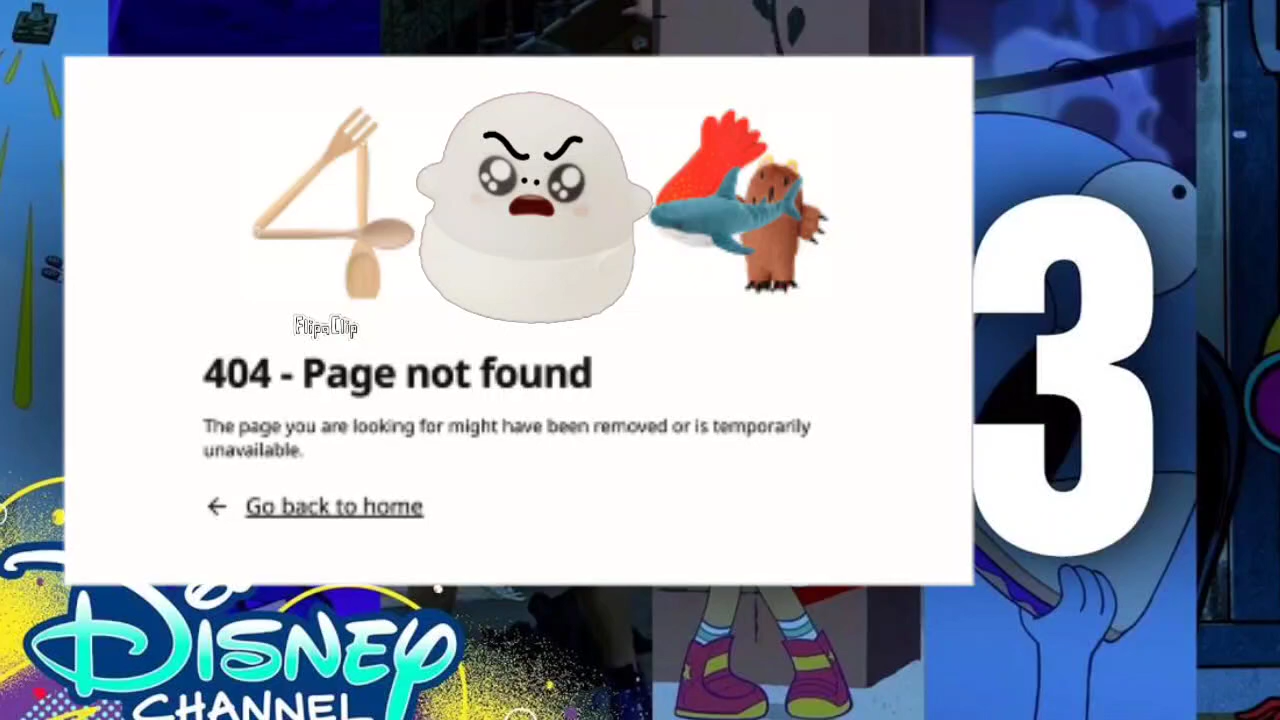 FlipaClip
404 - Page not found
The page you are looking for might have been removed or is temporarily
unavailable.
← Go back to home
3
DISNEY
CHANNEL